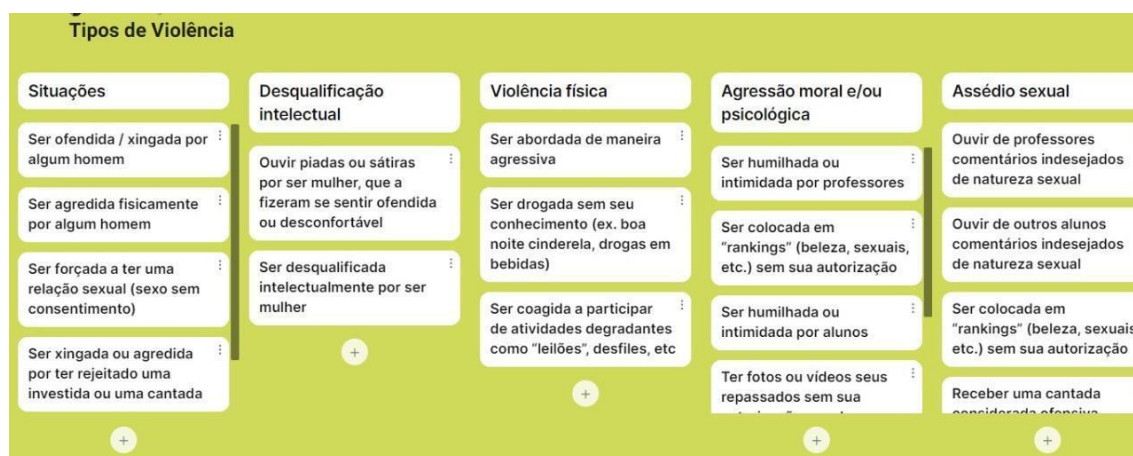 Tipos de Violência
Situações
Ser ofendida / xingada por
algum homem
Ser agredida fisicamente
por algum homem
Ser forçada a ter uma
relação sexual (sexo sem
consentimento)
Ser xingada ou agredida
por ter rejeitado uma
investida ou uma cantada
Desqualificação
intelectual
Ouvir piadas ou sátiras
por ser mulher, que a
fizeram se sentir ofendida
ou desconfortável
Ser desqualificada
intelectualmente por ser
mulher
Violência física
Ser abordada de maneira
agressiva
Ser drogada sem seu
conhecimento (ex. boa
noite cinderela, drogas em
bebidas)
Ser coagida a participar
de atividades degradantes
como "leilões", desfiles, etc
Agressão moral e/ou
psicológica
Ser humilhada ou
intimidada por professores
Ser colocada em
"rankings" (beleza, sexuais,
etc.) sem sua autorização
Ser humilhada ou
intimidada por alunos
Ter fotos ou vídeos seus
repassados sem sua
Assédio sexual
Ouvir de professores
comentários indesejados
de natureza sexual
Ouvir de outros alunos
comentários indesejados
de natureza sexual
Ser colocada em
"rankings" (beleza, sexuais
etc.) sem sua autorização
Receber uma cantada
considerada ofensiva